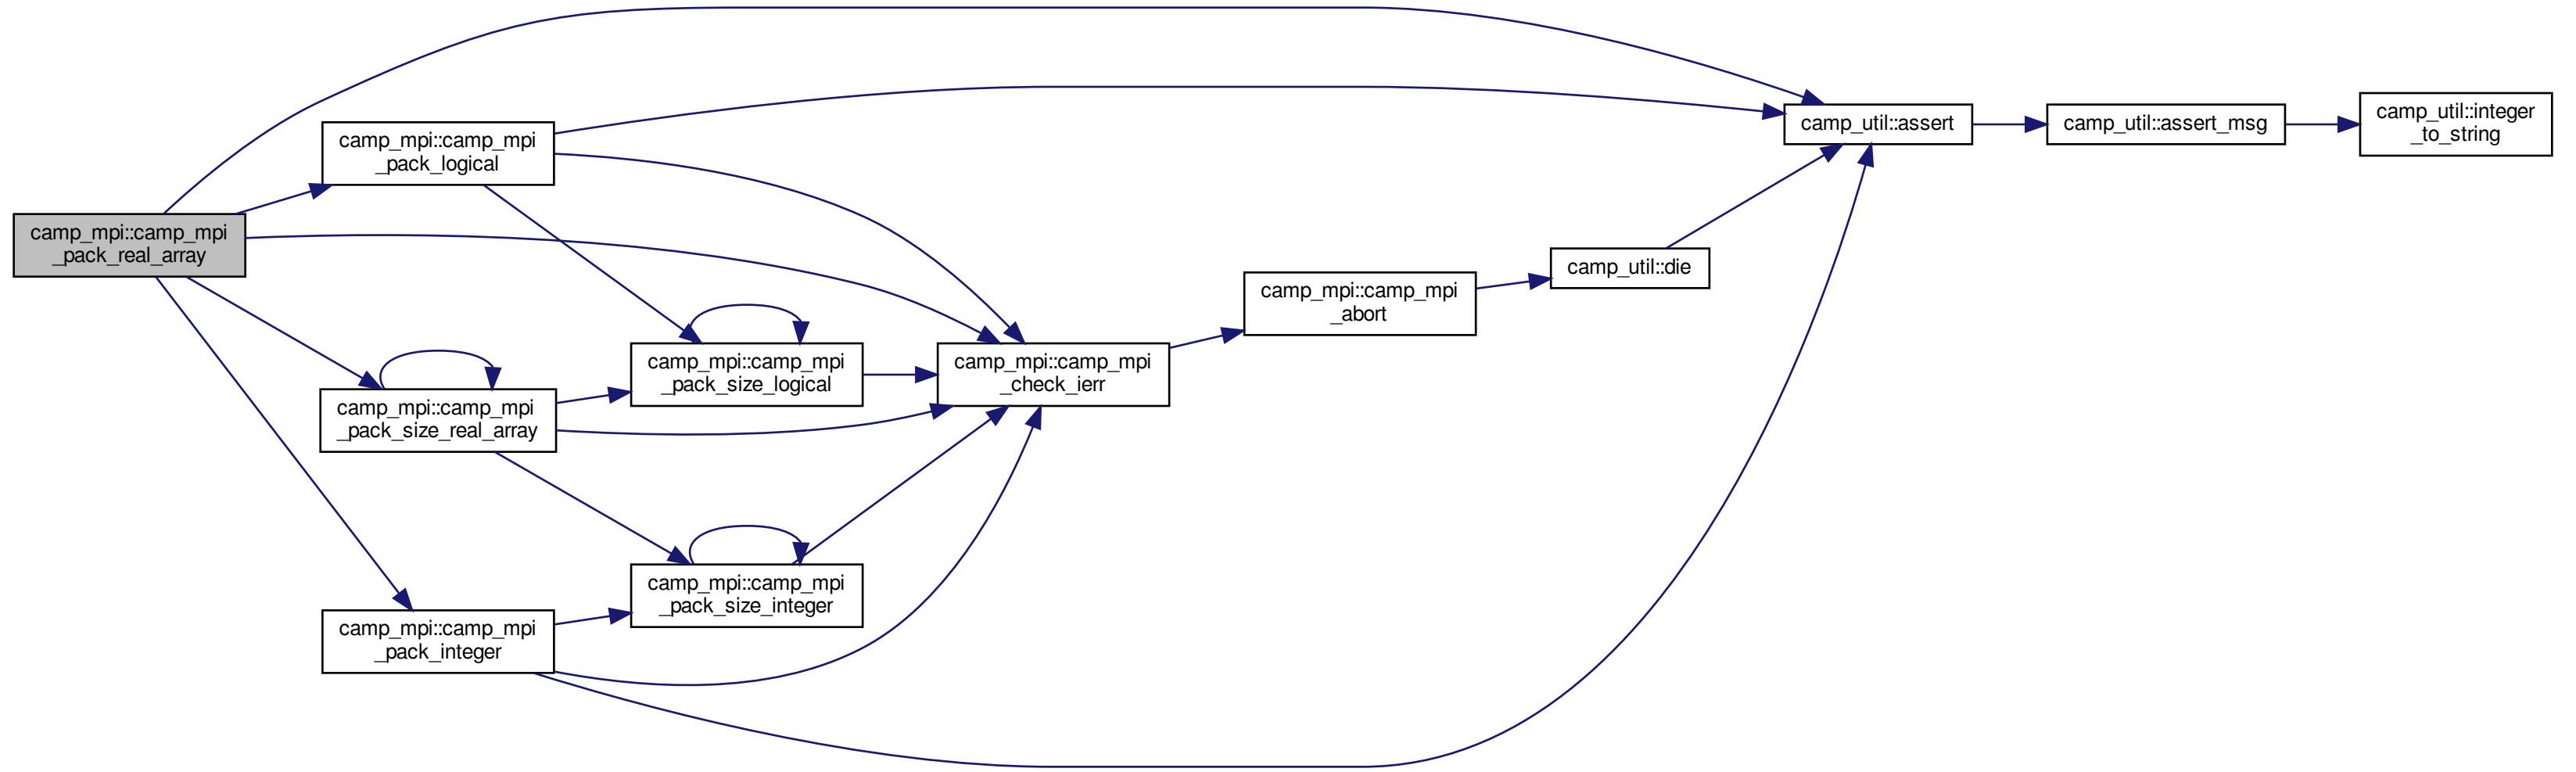 camp_mpi::camp_mpi
_pack_real_array
camp_mpi::camp_mpi
_pack_logical
camp_mpi::camp_mpi
_pack_size_real_array
camp_mpi::camp_mpi
_pack_integer
camp_mpi::camp_mpi
_pack_size_logical
camp_mpi::camp_mpi
_pack_size_integer
camp_mpi::camp_mpi
_check_ierr
camp_mpi::camp_mpi
_abort
camp_util::die
camp_util::assert
camp_util::assert_msg
camp_util::integer
_to_string